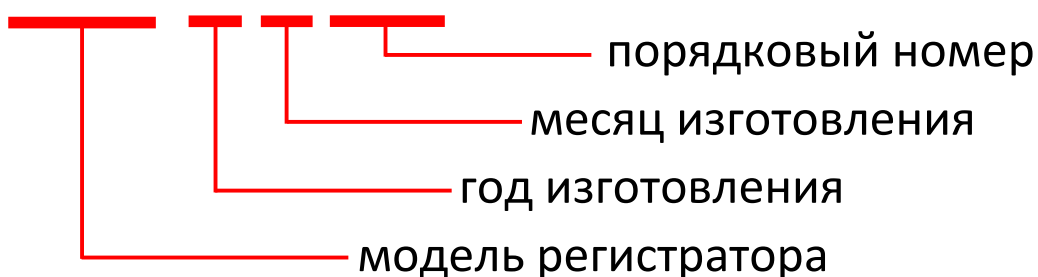 порядковый номер
месяц изготовления
год изготовления
модель регистратора